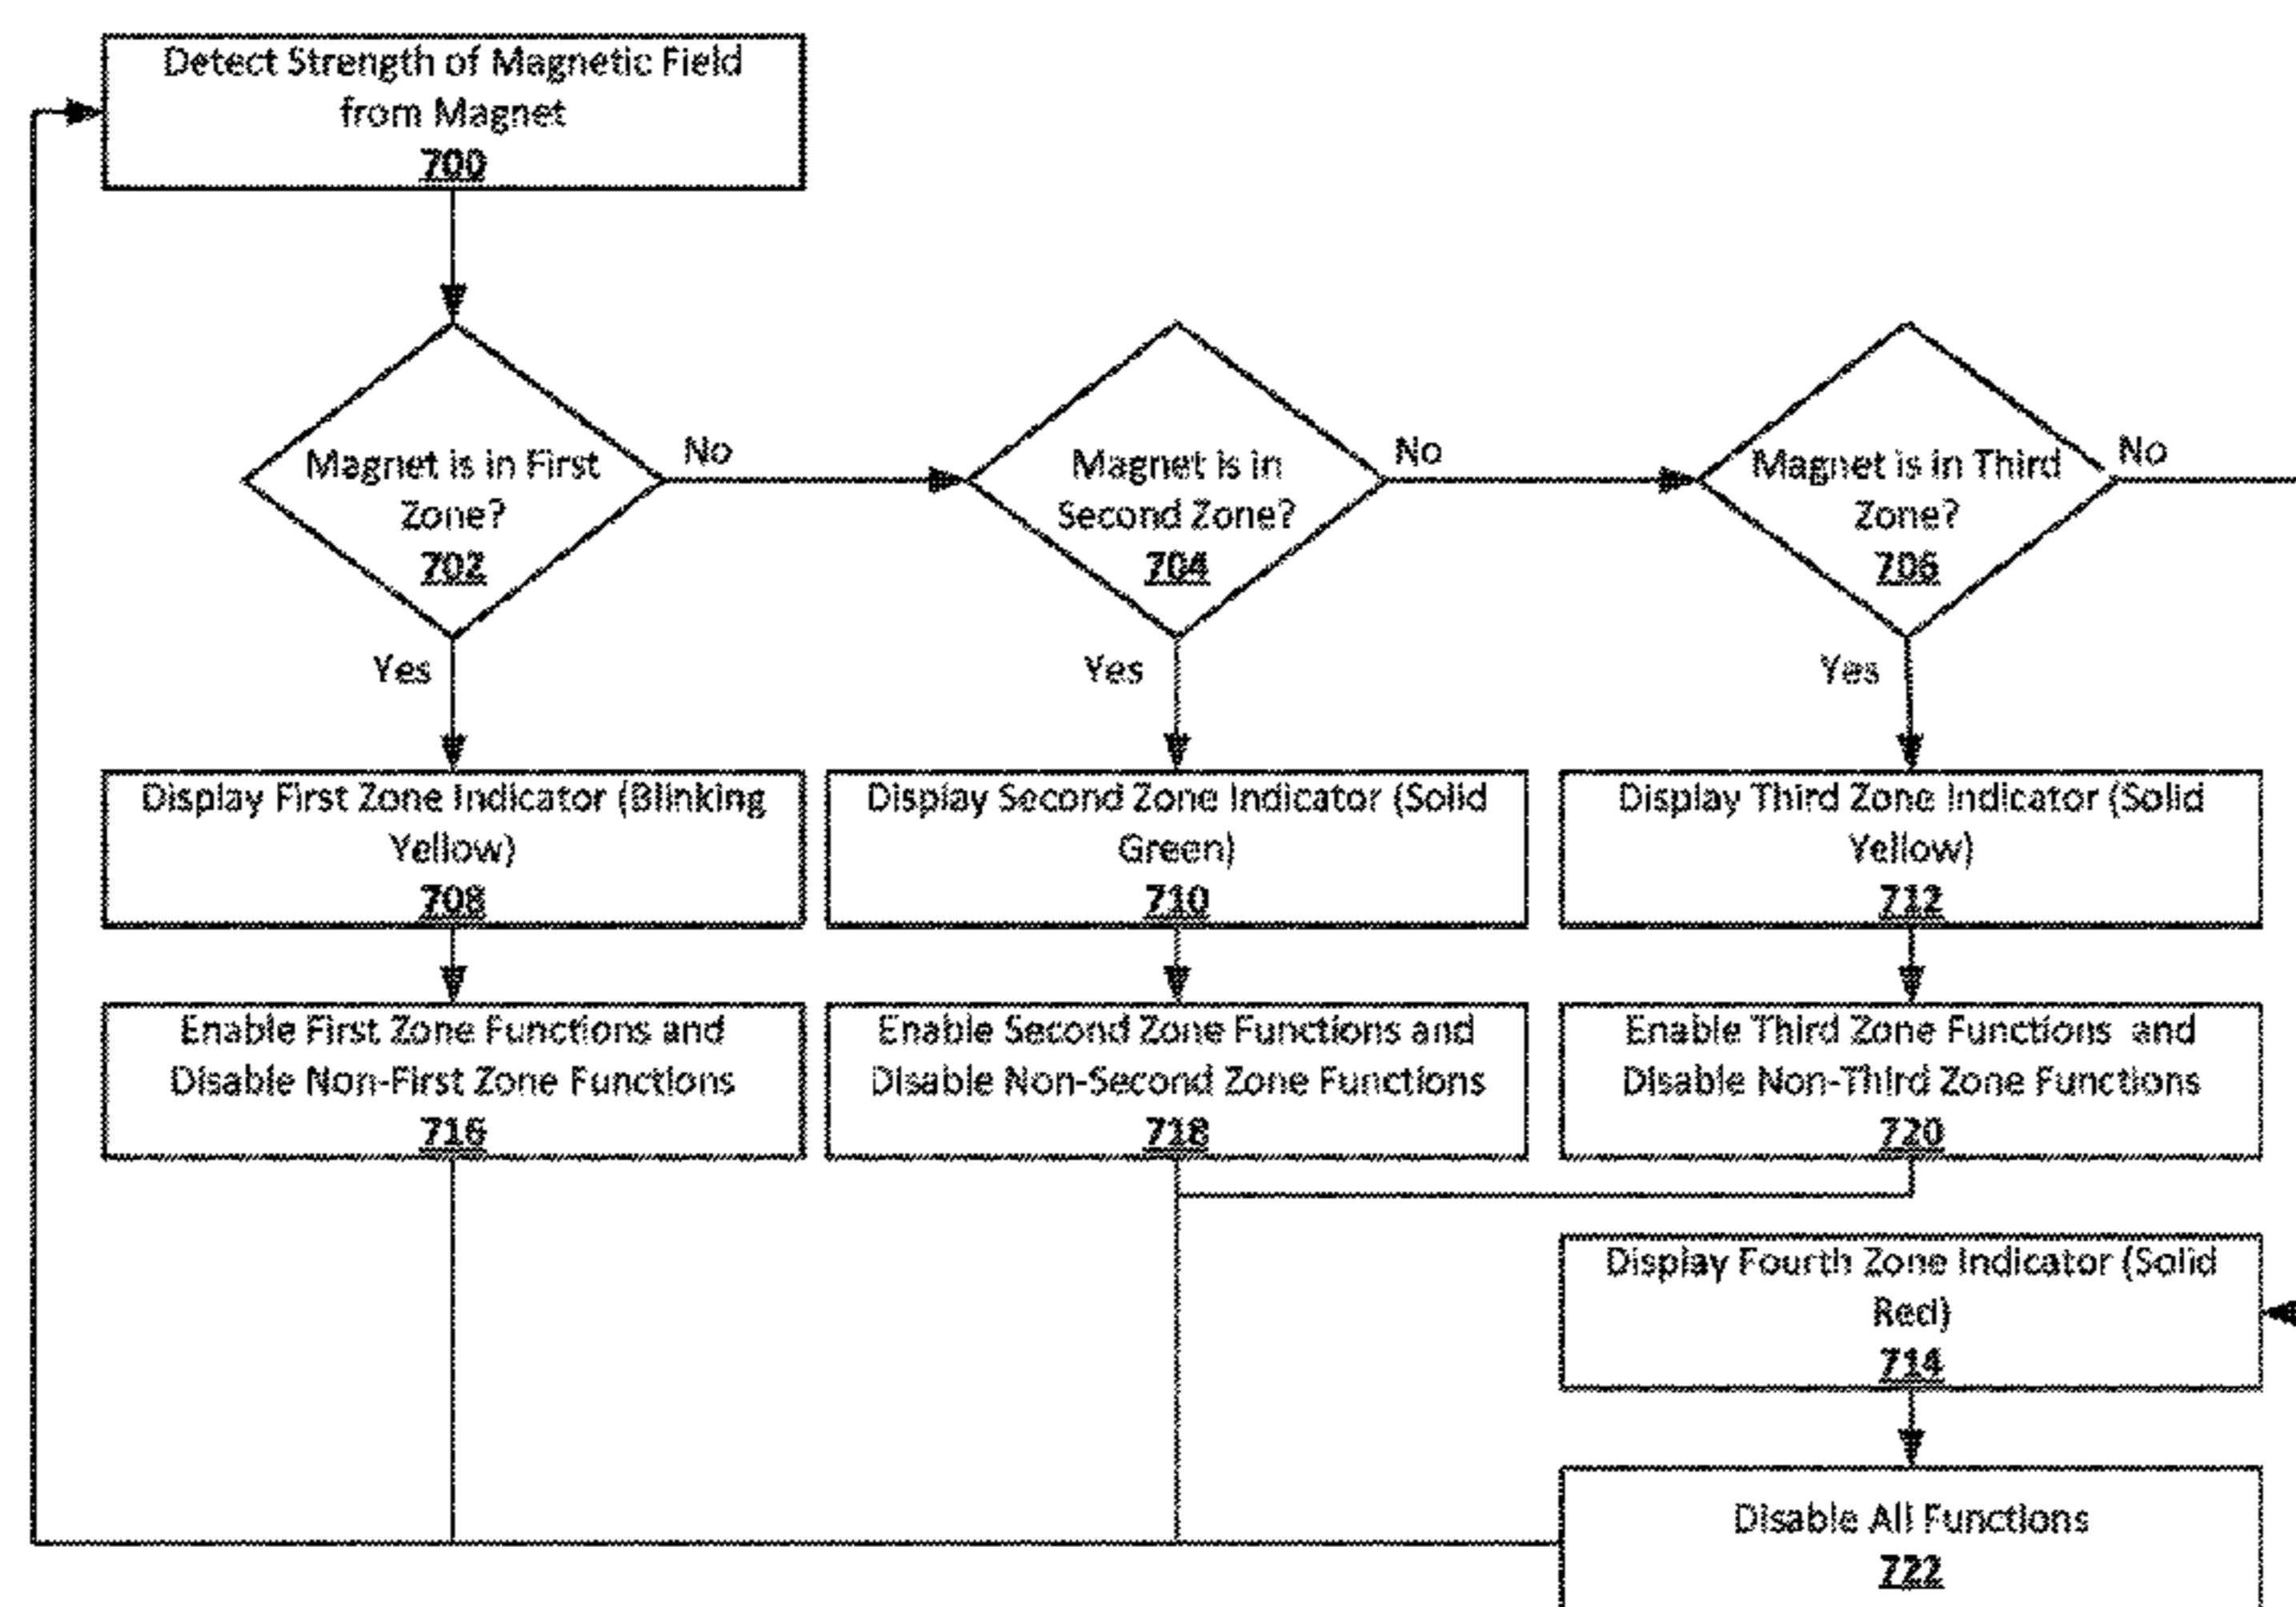 Detect Strength of Magnetic Field
from Magnet
700
Magnet is in First
Zone?
702
No
Magnet is in
Second Zone?
704
No
Magnet is in Third
Zone?
706
No
Yes
Yes
Yes
Display First Zone Indicator (Blinking
Yellow)
708
Display Second Zone Indicator (Solid
Green)
710
Display Third Zone Indicator (Solid
Yellow)
712
Enable First Zone Functions and
Disable Non-First Zone Functions
716
Enable Second Zone Functions and
Disable Non-Second Zone Functions
718
Enable Third Zone Functions and
Disable Non-Third Zone Functions
720
Display Fourth Zone Indicator (Solid
Red)
714
Disable All Functions
722